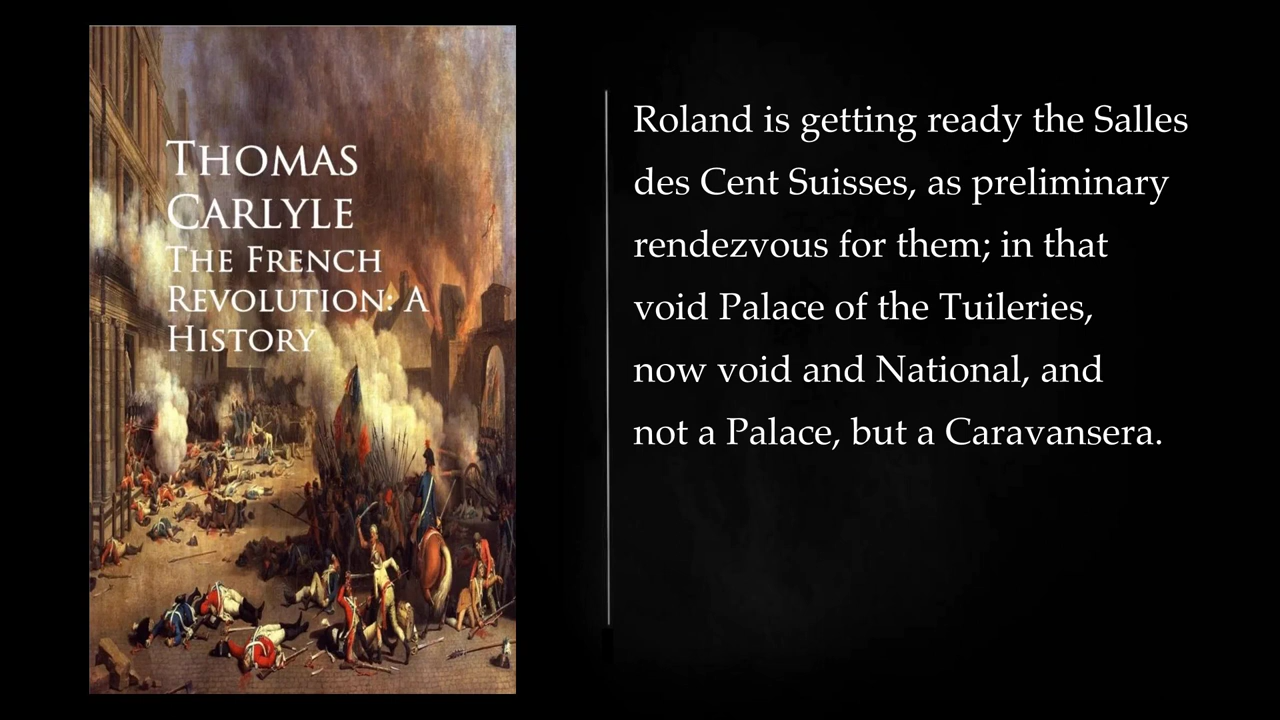 THOMAS
CARLYLE
THE FRENCH
REVOLUTION: A
HISTORY
Roland is getting ready the Salles
des Cent Suisses, as preliminary
rendezvous for them; in that
void Palace of the Tuileries,
now void and National, and
not a Palace, but a Caravansera.